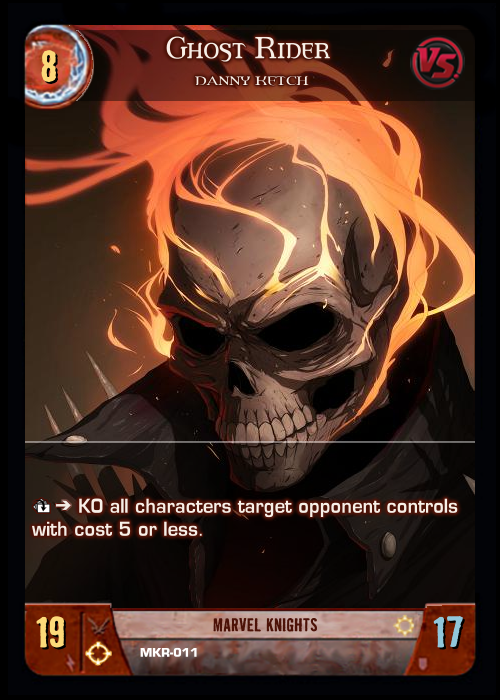 8
Ghost Rider
VS
Danny Ketch
➔ KO all characters target opponent controls
with cost 5 or less.
19
MARVEL KNIGHTS
17
MKR-011